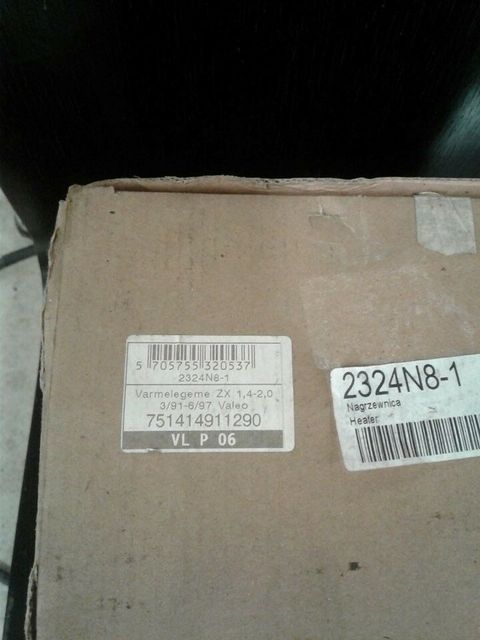 5 705755 320537
2324N8-1
Varmelegeme ZX 1,4-2,0
3/91-6/97 Valeo
751414911290
VL P 06
2324N8-1
Nagrzewnica
Heater